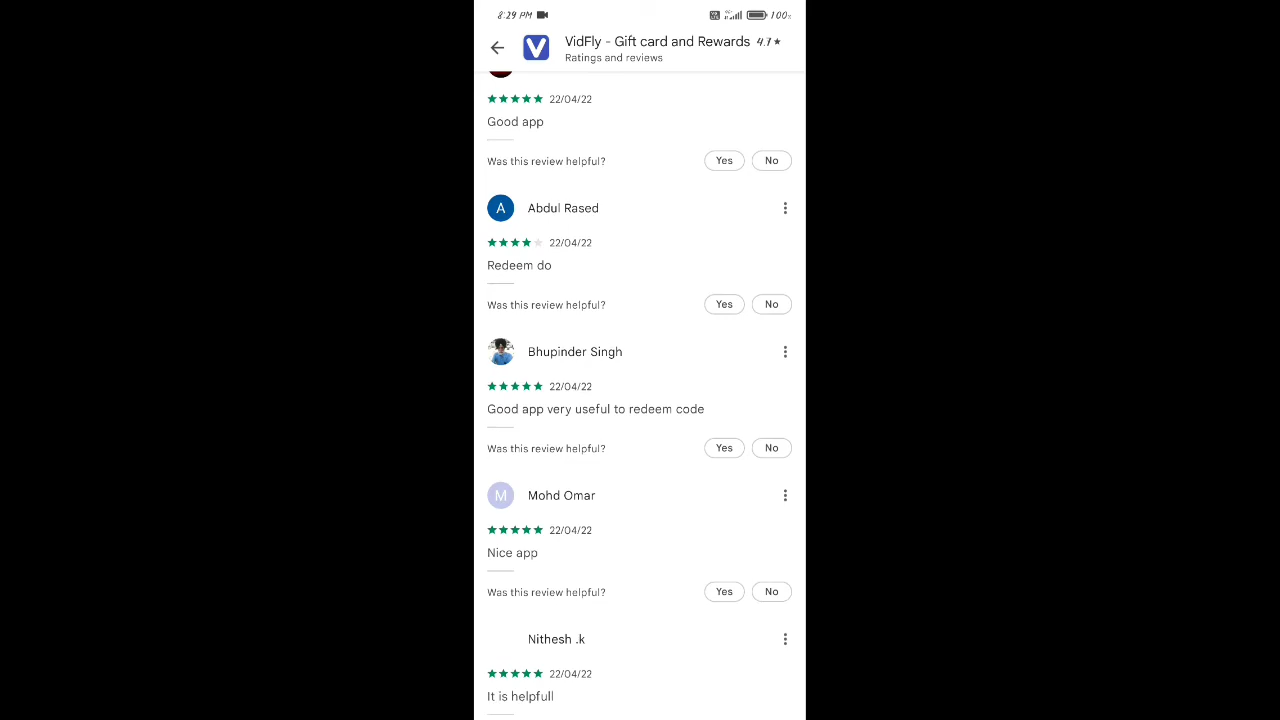 8:29 PM
100%
VidFly - Gift card and Rewards 4.7★
Ratings and reviews
22/04/22
Good app
Was this review helpful? Yes No
A Abdul Rased
22/04/22
Redeem do
Was this review helpful? Yes No
Bhupinder Singh
22/04/22
Good app very useful to redeem code
Was this review helpful? Yes No
M Mohd Omar
22/04/22
Nice app
Was this review helpful? Yes No
Nithesh .k
22/04/22
It is helpfull